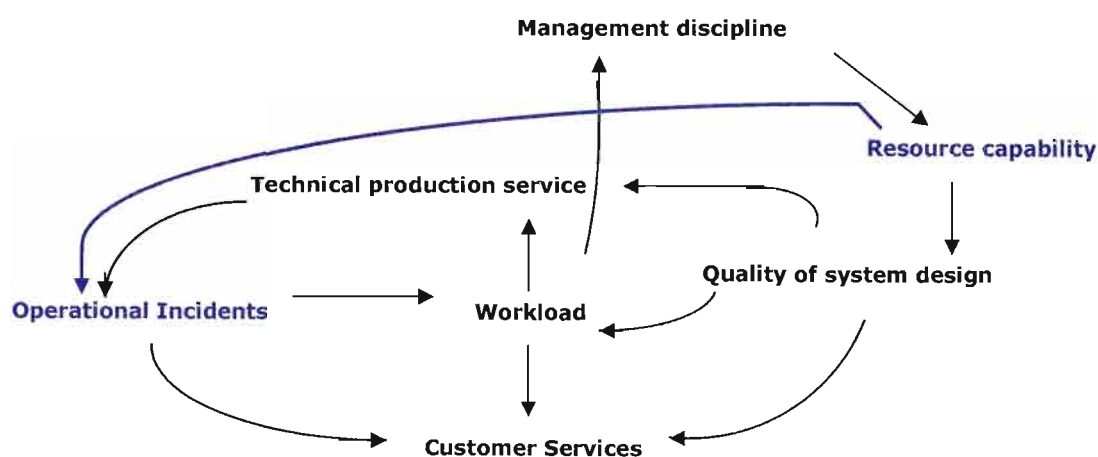 Management discipline
Resource capability
Technical production service
Quality of system design
Operational Incidents
Workload
Customer Services